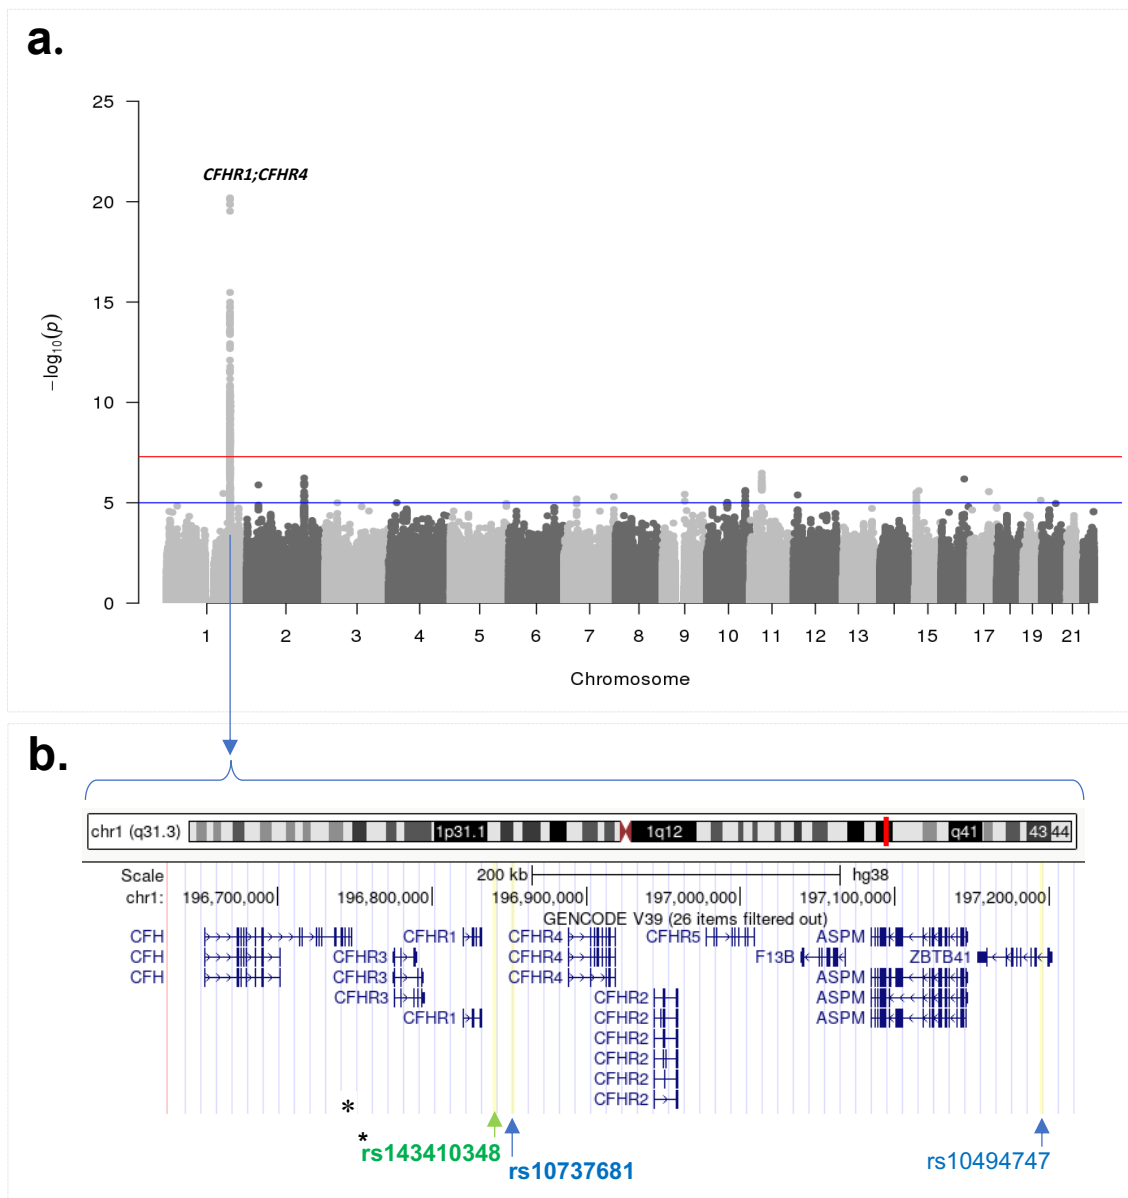 a.
25
CFHR1;CFHR4
20
15
−log10(p)
10
5
0
1 2 3 4 5 6 7 8 9 10 11 12 13 15 17 19 21
Chromosome
b.
chr1 (q31.3) 1p31.1 1q12 q41 43 44
Scale 200 kb hg38
chr1: 196,700,000 196,800,000 196,900,000 197,000,000 197,100,000 197,200,000
GENCODE V39 (26 items filtered out)
CFH CFHR1 CFHR4 CFHR5 ASPM
CFH CFHR3 CFHR4 F13B ZBTB41
CFH CFHR3 CFHR4 ASPM
CFHR3 CFHR2 ASPM
CFHR1 CFHR2 ASPM
CFHR2
CFHR2
CFHR2
CFHR2
*
*rs143410348
rs10737681
rs10494747